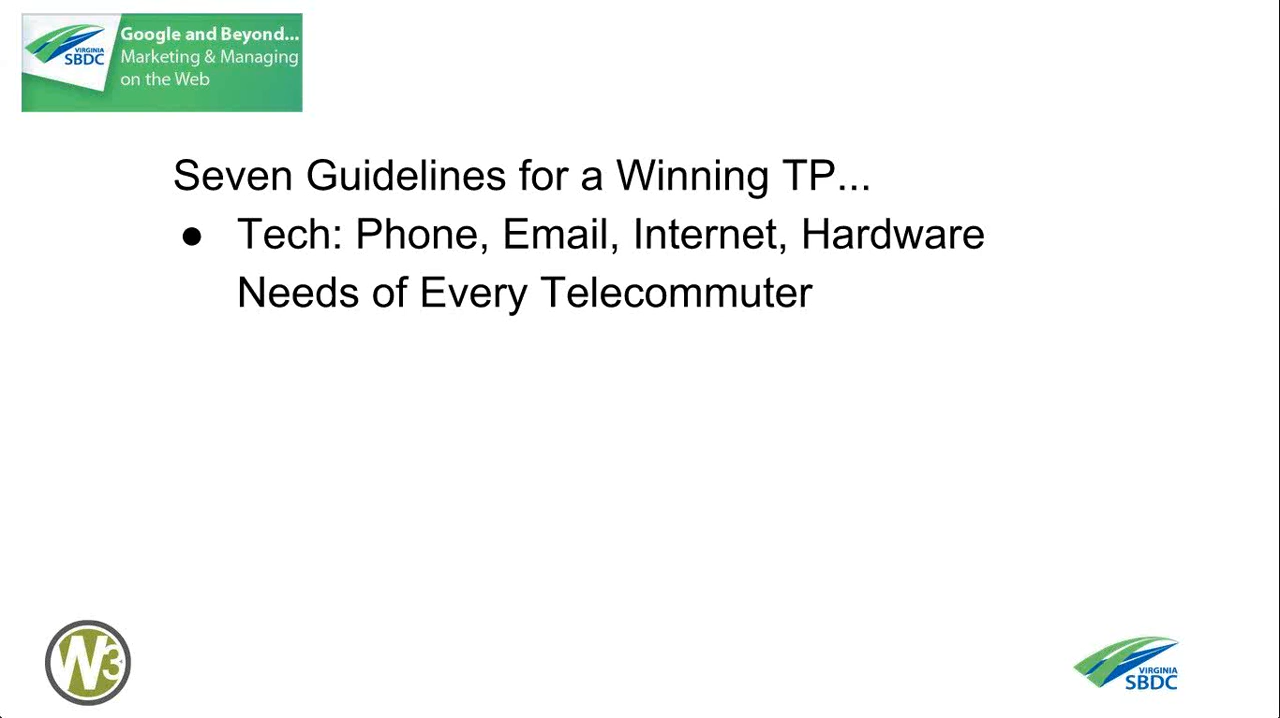 Google and Beyond...
VIRGINIA
SBDC
Marketing & Managing
on the Web
Seven Guidelines for a Winning TP...
● Tech: Phone, Email, Internet, Hardware
Needs of Every Telecommuter
W3
VIRGINIA
SBDC